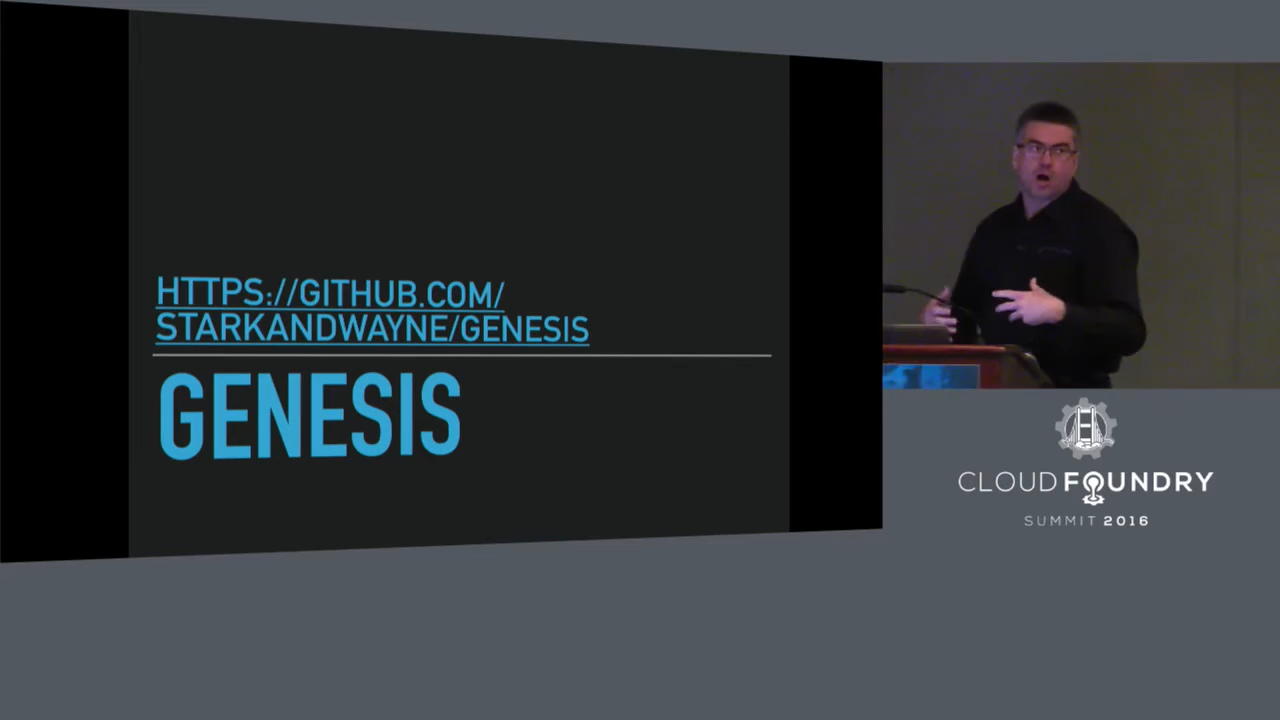 HTTPS://GITHUB.COM/
STARKANDWAYNE/GENESIS
GENESIS
CLOUD FOUNDRY
SUMMIT 2016